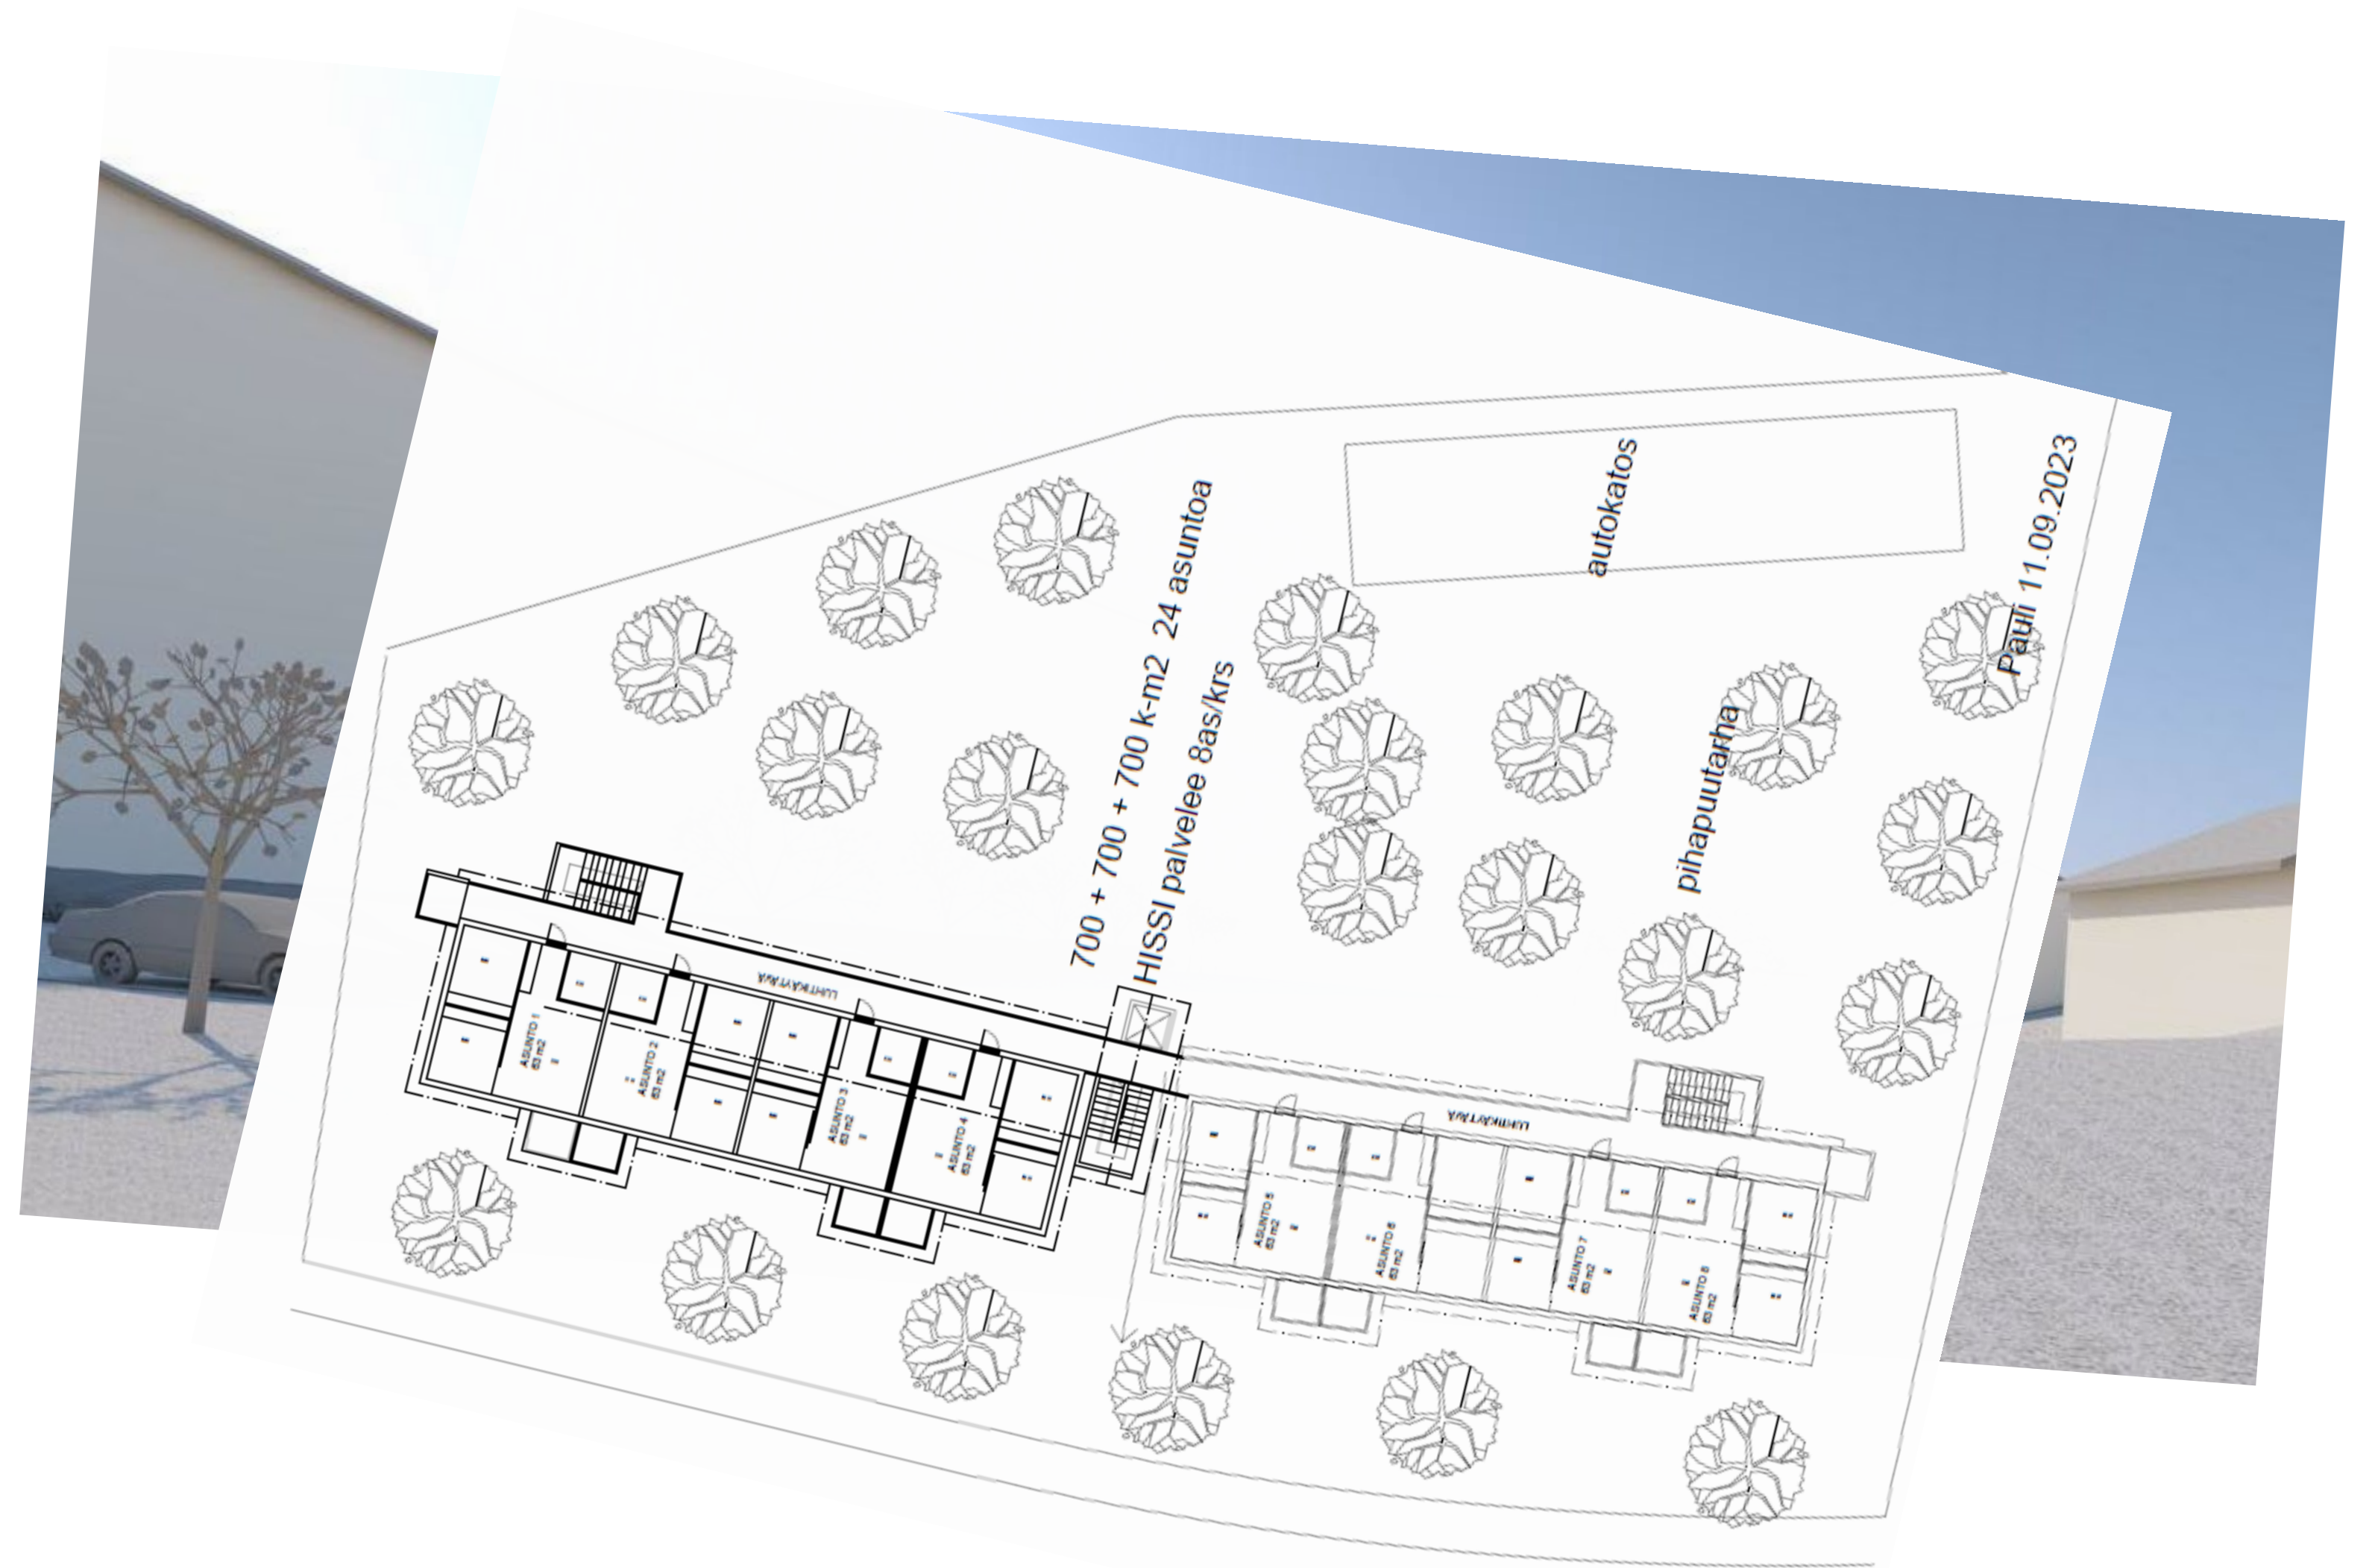 700 + 700 + 700 k-m2 24 asuntoa
HISSI palvelee 8as/krs
autokatos
pihapuutarha
Pauli 11.09.2023
LUHTIKÄYTÄVÄ
ASUNTO 1
63 m2
ASUNTO 2
63 m2
ASUNTO 3
63 m2
ASUNTO 4
63 m2
LUHTIKÄYTÄVÄ
ASUNTO 5
63 m2
ASUNTO 6
63 m2
ASUNTO 7
63 m2
ASUNTO 8
63 m2